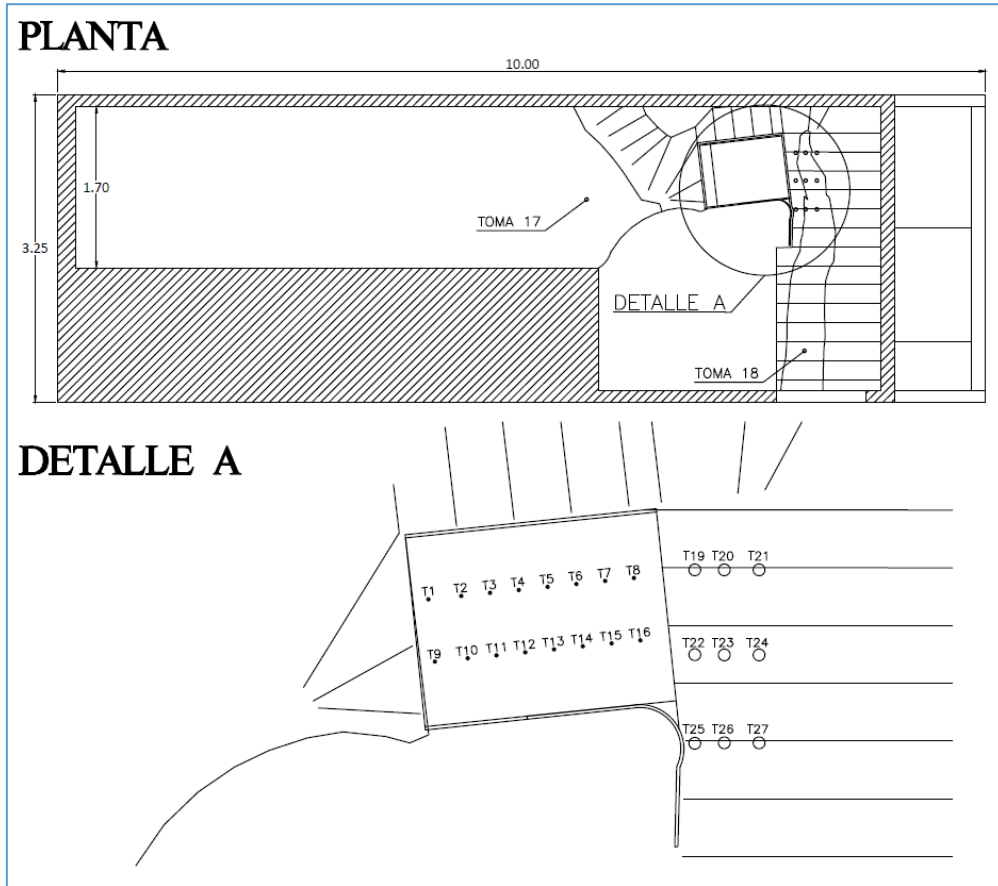 PLANTA
10.00
1.70
3.25
TOMA 17
DETALLE A
TOMA 18
DETALLE A
T19 T20 T21
T1 T2 T3 T4 T5 T6 T7 T8
T22 T23 T24
T9 T10 T11 T12 T13 T14 T15 T16
T25 T26 T27